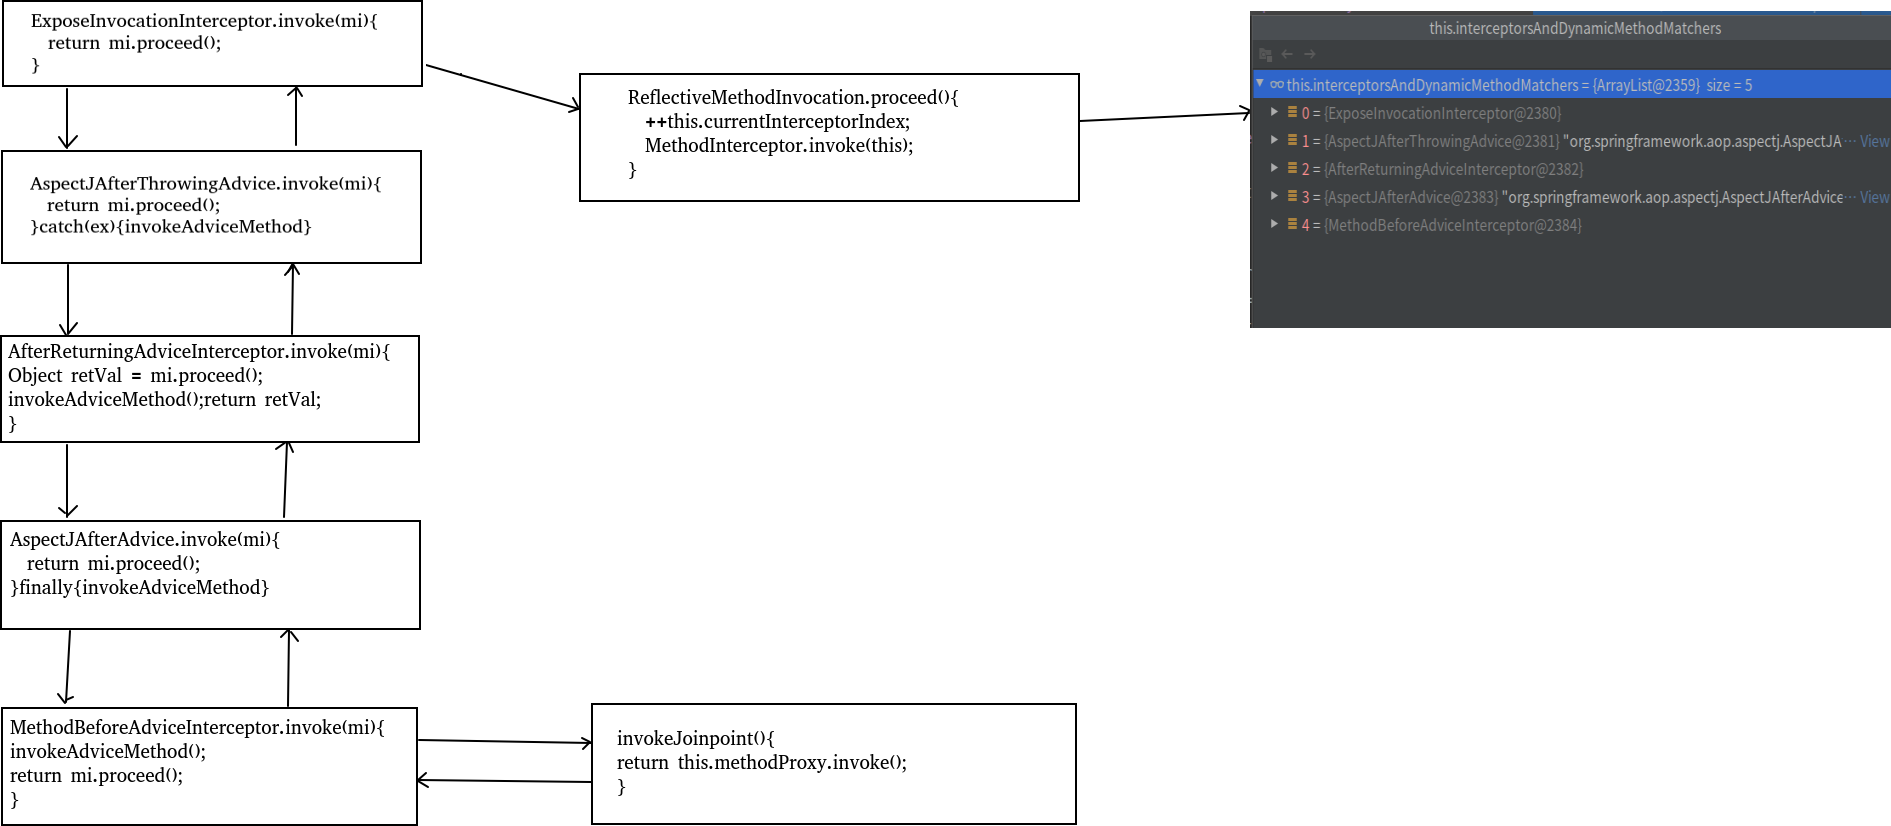 ExposeInvocationInterceptor.invoke(mi){
return mi.proceed();
}
AspectJAfterThrowingAdvice.invoke(mi){
return mi.proceed();
}catch(ex){invokeAdviceMethod}
AfterReturningAdviceInterceptor.invoke(mi){
Object retVal = mi.proceed();
invokeAdviceMethod();return retVal;
}
AspectJAfterAdvice.invoke(mi){
return mi.proceed();
}finally{invokeAdviceMethod}
MethodBeforeAdviceInterceptor.invoke(mi){
invokeAdviceMethod();
return mi.proceed();
}
ReflectiveMethodInvocation.proceed(){
++this.currentInterceptorIndex;
MethodInterceptor.invoke(this);
}
invokeJoinpoint(){
return this.methodProxy.invoke();
}
this.interceptorsAndDynamicMethodMatchers
this.interceptorsAndDynamicMethodMatchers = {ArrayList@2359} size = 5
0 = {ExposeInvocationInterceptor@2380}
1 = {AspectJAfterThrowingAdvice@2381} "org.springframework.aop.aspectj.AspectJA... View
2 = {AfterReturningAdviceInterceptor@2382}
3 = {AspectJAfterAdvice@2383} "org.springframework.aop.aspectj.AspectJAfterAdvice... View
4 = {MethodBeforeAdviceInterceptor@2384}